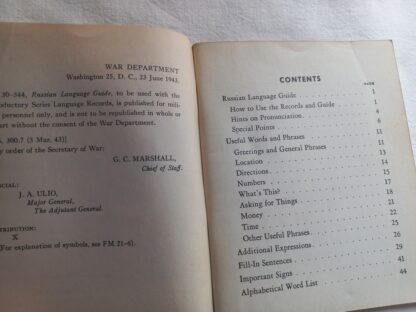 WAR DEPARTMENT
Washington 25, D. C., 23 June 1943.
30-544, Russian Language Guide, to be used with the
oductory Series Language Records, is published for mili-
personnel only, and is not to be republished in whole or
art without the consent of the War Department.
300.7 (3 Mar. 43)]
y order of the Secretary of War:
G. C. MARSHALL,
Chief of Staff.
CIAL:
J. A. ULIO,
Major General,
The Adjutant General.
TRIBUTION:
X
(For explanation of symbols, see FM 21-6).
CONTENTS
PAGE
Russian Language Guide 1
How to Use the Records and Guide 1
Hints on Pronunciation 1
Special Points 6
Useful Words and Phrases 11
Greetings and General Phrases 11
Location 13
Directions 14
Numbers 17
What's This? 17
Asking for Things 18
Money 21
Time 22
Other Useful Phrases 25
Additional Expressions 26
Fill-In Sentences 29
Important Signs 41
Alphabetical Word List 44